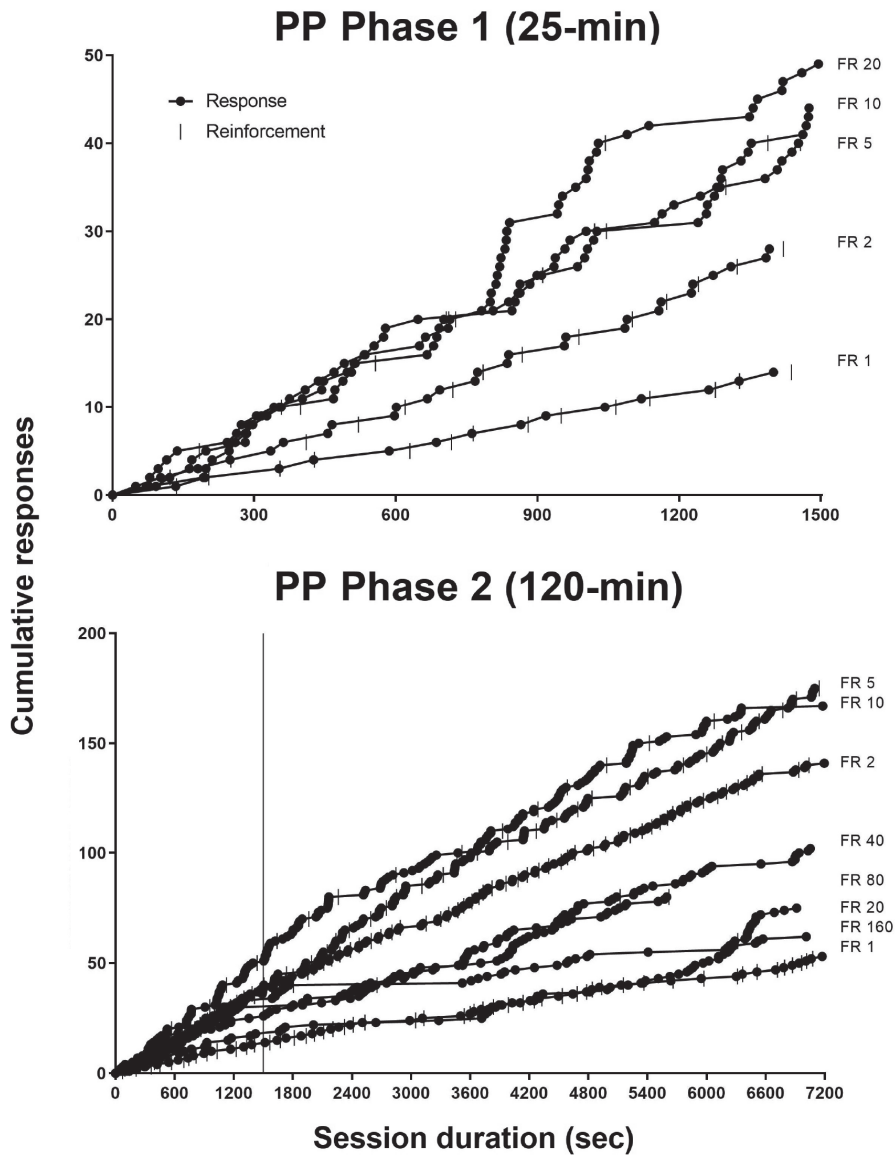 PP Phase 1 (25-min)
50
40
30
20
10
0
Response
Reinforcement
FR 20
FR 10
FR 5
FR 2
FR 1
0 300 600 900 1200 1500
Cumulative responses
PP Phase 2 (120-min)
200
150
100
50
0
FR 5
FR 10
FR 2
FR 40
FR 80
FR 20
FR 160
FR 1
0 600 1200 1800 2400 3000 3600 4200 4800 5400 6000 6600 7200
Session duration (sec)